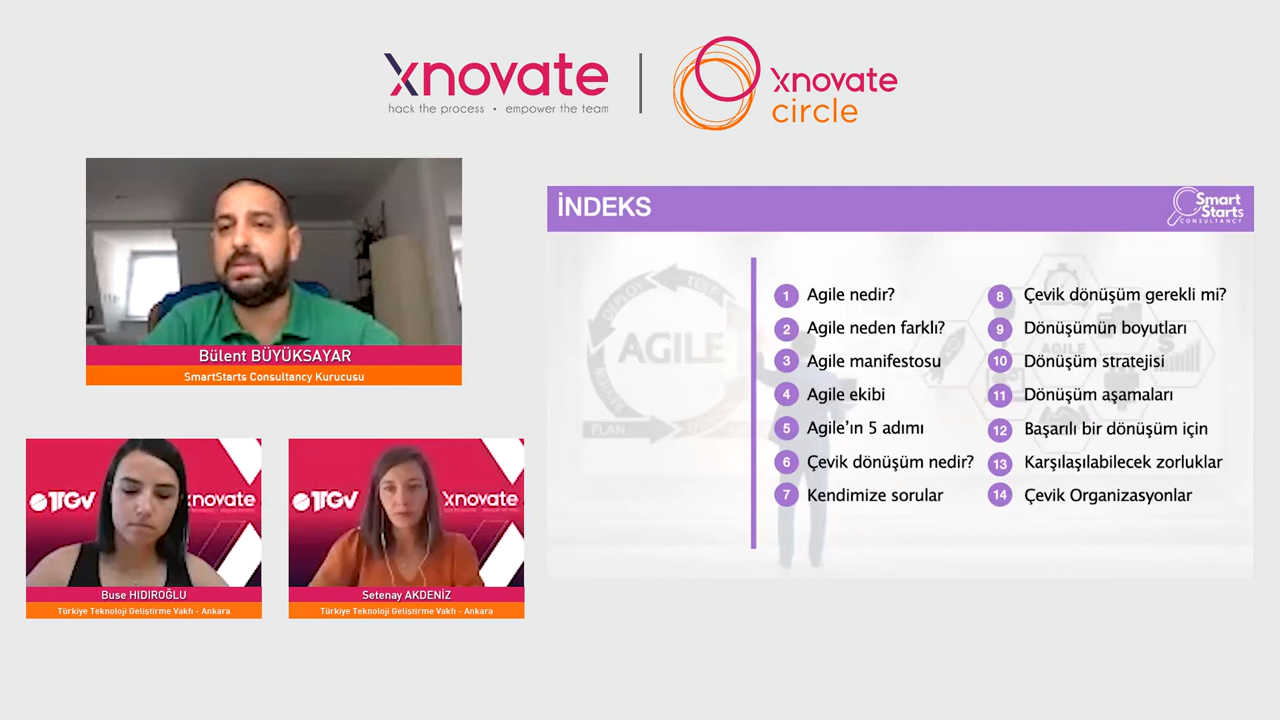 xnovate
hack the process • empower the team
xnovate
circle
Bülent BÜYÜKSAYAR
SmartStarts Consultancy Kurucusu
TTGV
xnovate
Buse HIDIROĞLU
Türkiye Teknoloji Geliştirme Vakfı - Ankara
TTGV
xnovate
Setenay AKDENİZ
Türkiye Teknoloji Geliştirme Vakfı - Ankara
İNDEKS
Smart
Starts
CONSULTANCY
DEPLOY
TEST
AGILE
PLAN
AGILE
1 Agile nedir?
2 Agile neden farklı?
3 Agile manifestosu
4 Agile ekibi
5 Agile’ın 5 adımı
6 Çevik dönüşüm nedir?
7 Kendimize sorular
8 Çevik dönüşüm gerekli mi?
9 Dönüşümün boyutları
10 Dönüşüm stratejisi
11 Dönüşüm aşamaları
12 Başarılı bir dönüşüm için
13 Karşılaşılabilecek zorluklar
14 Çevik Organizasyonlar